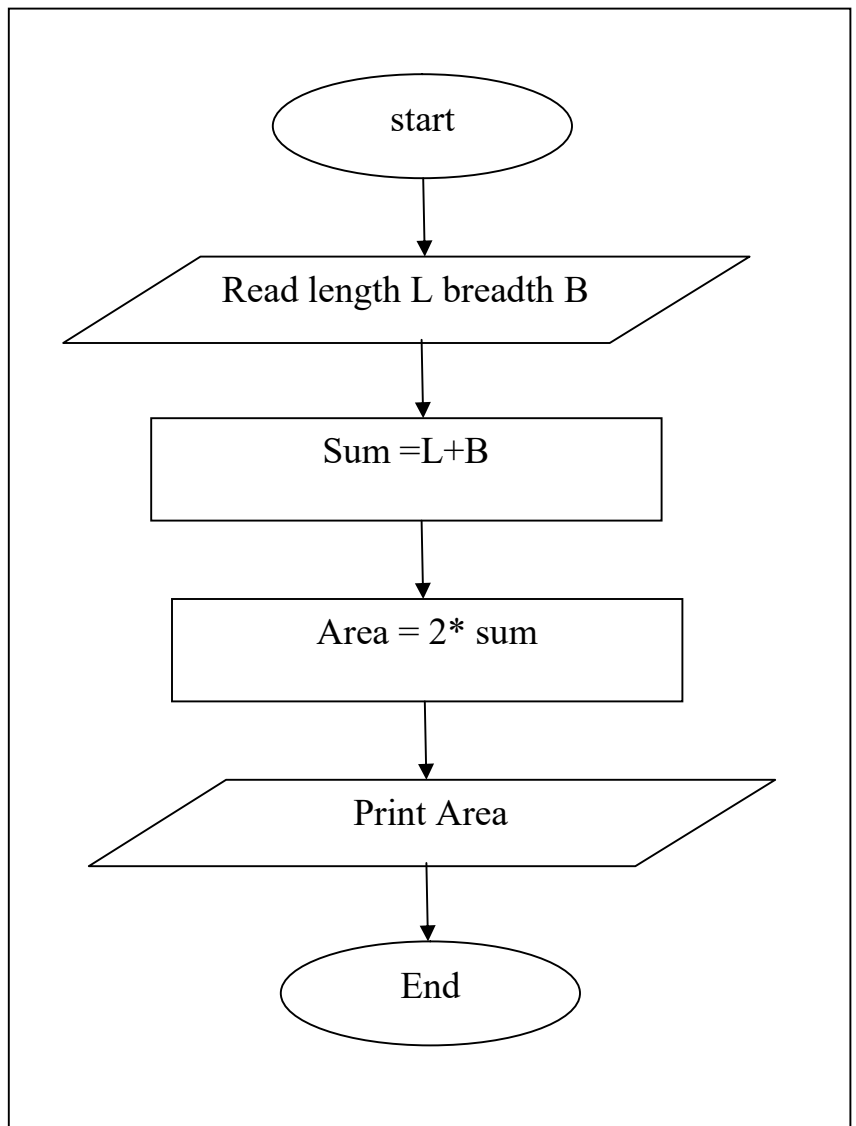 start
Read length L breadth B
Sum =L+B
Area = 2* sum
Print Area
End